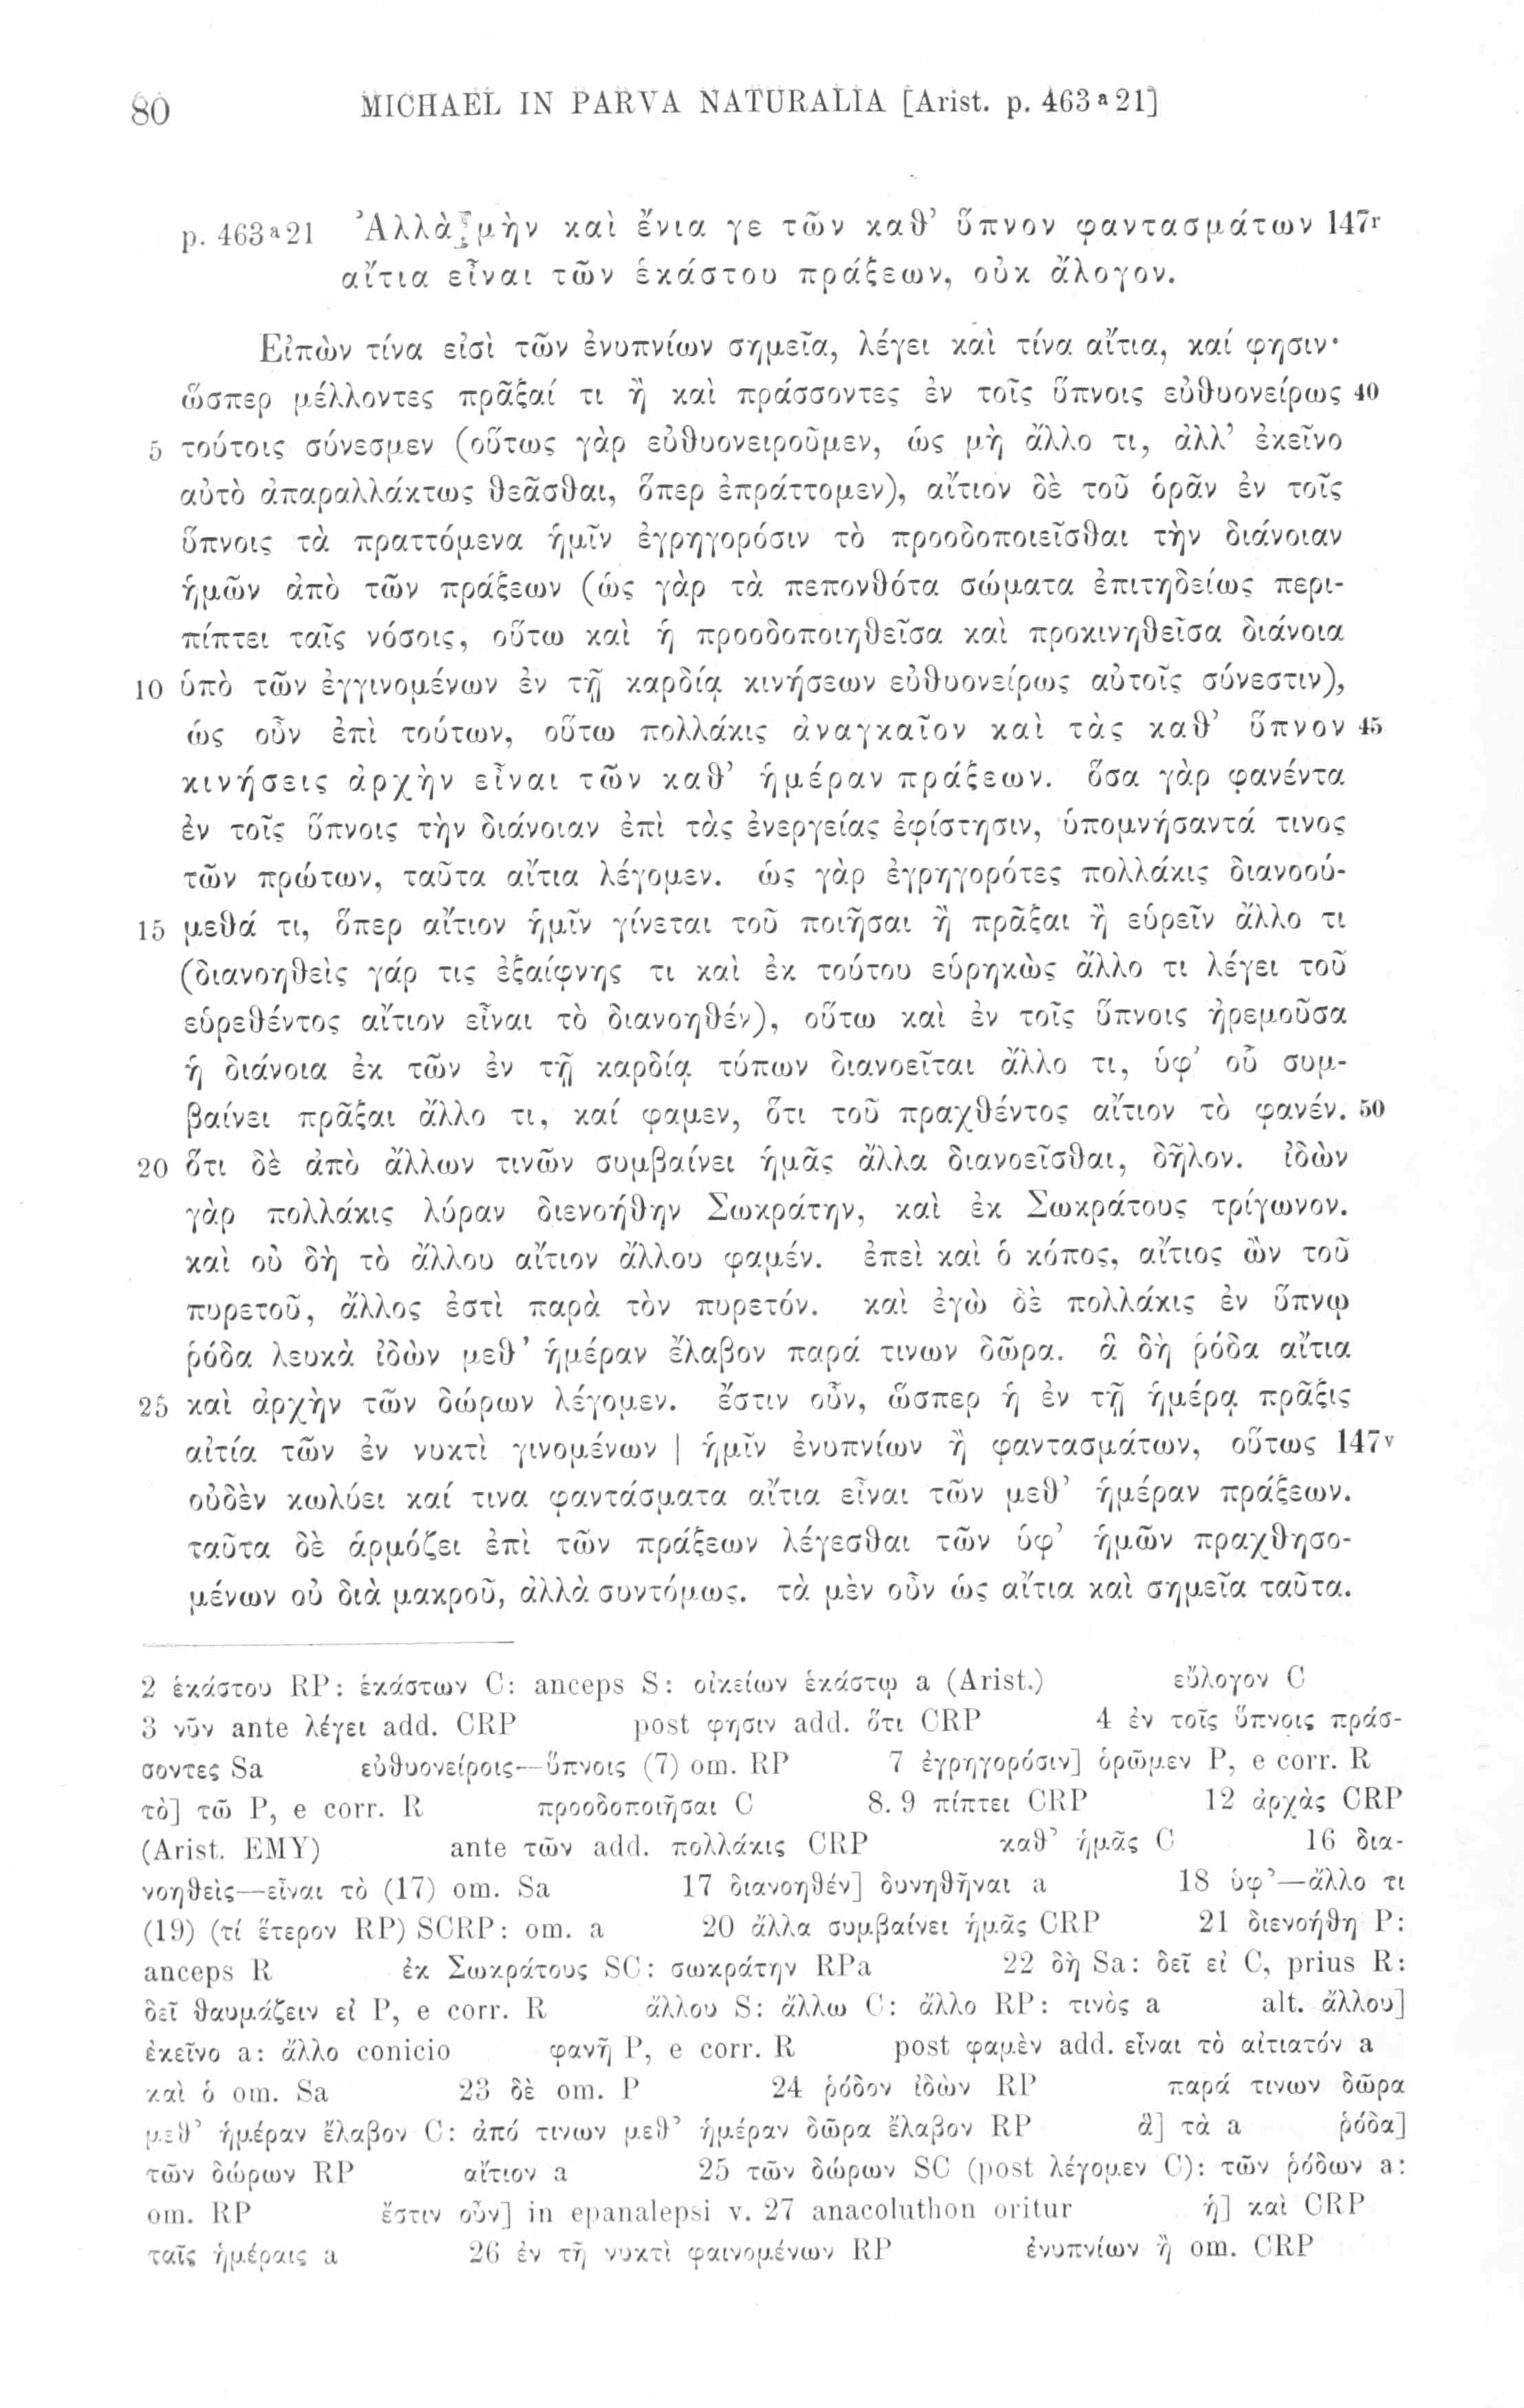 80 MICHAEL IN PARVA NATURALIA [Arist. p. 463 a 21]
p. 463 a 21 Ἀλλὰ μὴν καὶ ἔνια γε τῶν καθ’ ὕπνον φαντασμάτων 147r
αἴτια εἶναι τῶν ἑκάστου πράξεων, οὐκ ἄλογον.
Εἰπὼν τίνα εἰσὶ τῶν ἐνυπνίων σημεῖα, λέγει καὶ τίνα αἴτια, καί φησιν·
ὥσπερ μέλλοντες πρᾶξαί τι ἢ καὶ πράσσοντες ἐν τοῖς ὕπνοις εὐθυονείρως 40
5 τούτοις σύνεσμεν (οὕτως γὰρ εὐθυονειροῦμεν, ὡς μὴ ἄλλο τι, ἀλλ’ ἐκεῖνο
αὐτὸ ἀπαραλλάκτως θεᾶσθαι, ὅπερ ἐπράττομεν), αἴτιον δὲ τοῦ ὁρᾶν ἐν τοῖς
ὕπνοις τὰ πραττόμενα ἡμῖν ἐγρηγορόσιν τὸ προοδοποιεῖσθαι τὴν διάνοιαν
ἡμῶν ἀπὸ τῶν πράξεων (ὡς γὰρ τὰ πεπονθότα σώματα ἐπιτηδείως περι-
πίπτει ταῖς νόσοις, οὕτω καὶ ἡ προοδοποιηθεῖσα καὶ προκινηθεῖσα διάνοια
10 ὑπὸ τῶν ἐγγινομένων ἐν τῇ καρδίᾳ κινήσεων εὐθυονείρως αὐτοῖς σύνεστιν),
ὡς οὖν ἐπὶ τούτων, οὕτω πολλάκις ἀναγκαῖον καὶ τὰς καθ’ ὕπνον 45
κινήσεις ἀρχὴν εἶναι τῶν καθ’ ἡμέραν πράξεων. ὅσα γὰρ φανέντα
ἐν τοῖς ὕπνοις τὴν διάνοιαν ἐπὶ τὰς ἐνεργείας ἐφίστησιν, ὑπομνήσαντά τινος
τῶν πρώτων, ταῦτα αἴτια λέγομεν. ὡς γὰρ ἐγρηγορότες πολλάκις διανοού-
15 μεθά τι, ὅπερ αἴτιον ἡμῖν γίνεται τοῦ ποιῆσαι ἢ πρᾶξαι ἢ εὑρεῖν ἄλλο τι
(διανοηθεὶς γάρ τις ἐξαίφνης τι καὶ ἐκ τούτου εὑρηκὼς ἄλλο τι λέγει τοῦ
εὑρεθέντος αἴτιον εἶναι τὸ διανοηθέν), οὕτω καὶ ἐν τοῖς ὕπνοις ἠρεμοῦσα
ἡ διάνοια ἐκ τῶν ἐν τῇ καρδίᾳ τύπων διανοεῖται ἄλλο τι, ὑφ’ οὗ συμ-
βαίνει πρᾶξαι ἄλλο τι, καί φαμεν, ὅτι τοῦ πραχθέντος αἴτιον τὸ φανέν. 50
20 ὅτι δὲ ἀπὸ ἄλλων τινῶν συμβαίνει ἡμᾶς ἄλλα διανοεῖσθαι, δῆλον. ἰδὼν
γὰρ πολλάκις λύραν διενοήθην Σωκράτην, καὶ ἐκ Σωκράτους τρίγωνον.
καὶ οὐ δὴ τὸ ἄλλου αἴτιον ἄλλου φαμέν. ἐπεὶ καὶ ὁ κόπος, αἴτιος ὢν τοῦ
πυρετοῦ, ἄλλος ἐστὶ παρὰ τὸν πυρετόν. καὶ ἐγὼ δὲ πολλάκις ἐν ὕπνῳ
ῥόδα λευκὰ ἰδὼν μεθ’ ἡμέραν ἔλαβον παρά τινων δῶρα. ἃ δὴ ῥόδα αἴτια
25 καὶ ἀρχὴν τῶν δώρων λέγομεν. ἔστιν οὖν, ὥσπερ ἡ ἐν τῇ ἡμέρᾳ πρᾶξις
αἰτία τῶν ἐν νυκτὶ γινομένων | ἡμῖν ἐνυπνίων ἢ φαντασμάτων, οὕτως 147v
οὐδὲν κωλύει καί τινα φαντάσματα αἴτια εἶναι τῶν μεθ’ ἡμέραν πράξεων.
ταῦτα δὲ ἁρμόζει ἐπὶ τῶν πράξεων λέγεσθαι τῶν ὑφ’ ἡμῶν πραχθησο-
μένων οὐ διὰ μακροῦ, ἀλλὰ συντόμως. τὰ μὲν οὖν ὡς αἴτια καὶ σημεῖα ταῦτα.
2 ἑκάστου RP: ἑκάστων C: anceps S: οἰκείων ἑκάστῳ a (Arist.) εὔλογον C
3 νῦν ante λέγει add. CRP post φησιν add. ὅτι CRP 4 ἐν τοῖς ὕπνοις πράσ-
σοντες Sa εὐθυονείροις—ὕπνοις (7) om. RP 7 ἐγρηγορόσιν] ὁρῶμεν P, e corr. R
τὸ] τῶ P, e corr. R προοδοποιῆσαι C 8. 9 πίπτει CRP 12 ἀρχὰς CRP
(Arist. EMY) ante τῶν add. πολλάκις CRP καθ’ ἡμᾶς C 16 δια-
νοηθεὶς—εἶναι τὸ (17) om. Sa 17 διανοηθέν] δυνηθῆναι a 18 ὑφ’—ἄλλο τι
(19) (τί ἕτερον RP) SCRP: om. a 20 ἄλλα συμβαίνει ἡμᾶς CRP 21 διενοήθη P:
anceps R ἐκ Σωκράτους SC: σωκράτην RPa 22 δὴ Sa: δεῖ εἰ C, prius R:
δεῖ θαυμάζειν εἰ P, e corr. R ἄλλου S: ἄλλω C: ἄλλο RP: τινὸς a alt. ἄλλου]
ἐκεῖνο a: ἄλλο conicio φανῆ P, e corr. R post φαμὲν add. εἶναι τὸ αἰτιατόν a
καὶ ὁ om. Sa 23 δὲ om. P 24 ῥόδον ἰδὼν RP παρά τινων δῶρα
μεθ’ ἡμέραν ἔλαβον C: ἀπό τινων μεθ’ ἡμέραν δῶρα ἔλαβον RP ἃ] τὰ a ῥόδα]
τῶν δώρων RP αἴτιον a 25 τῶν δώρων SC (post λέγομεν C): τῶν ῥόδων a:
om. RP ἔστιν οὖν] in epanalepsi v. 27 anacoluthon oritur ἡ] καὶ CRP
ταῖς ἡμέραις a 26 ἐν τῆ νυκτὶ φαινομένων RP ἐνυπνίων ἢ om. CRP